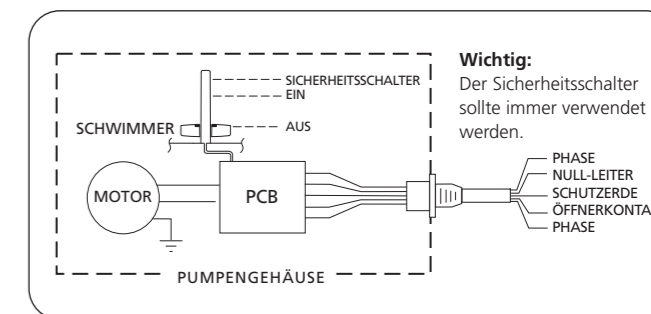 Wichtig:
Der Sicherheitsschalter
sollte immer verwendet
werden.
SICHERHEITSSCHALTER
EIN
SCHWIMMER
AUS
MOTOR
PCB
PHASE
NULL-LEITER
SCHUTZERDE
PHASE
PUMPENGEHÄUSE